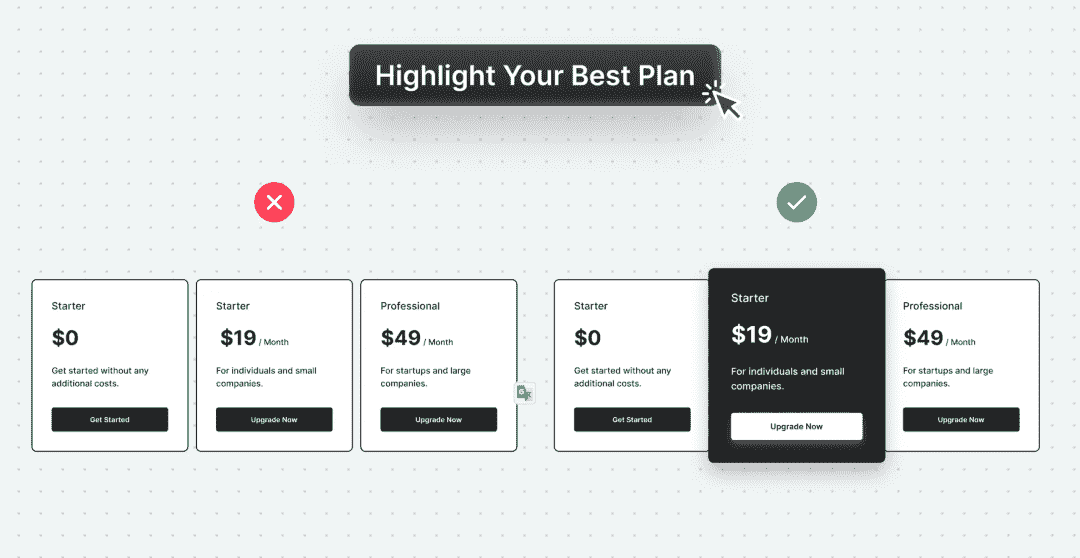 Highlight Your Best Plan
Starter
$0
Get started without any
additional costs.
Get Started
Starter
$19 / Month
For individuals and small
companies.
Upgrade Now
Professional
$49 / Month
For startups and large
companies.
Upgrade Now
Starter
$0
Get started without any
additional costs.
Get Started
Starter
$19 / Month
For individuals and small
companies.
Upgrade Now
Professional
$49 / Month
For startups and large
companies.
Upgrade Now